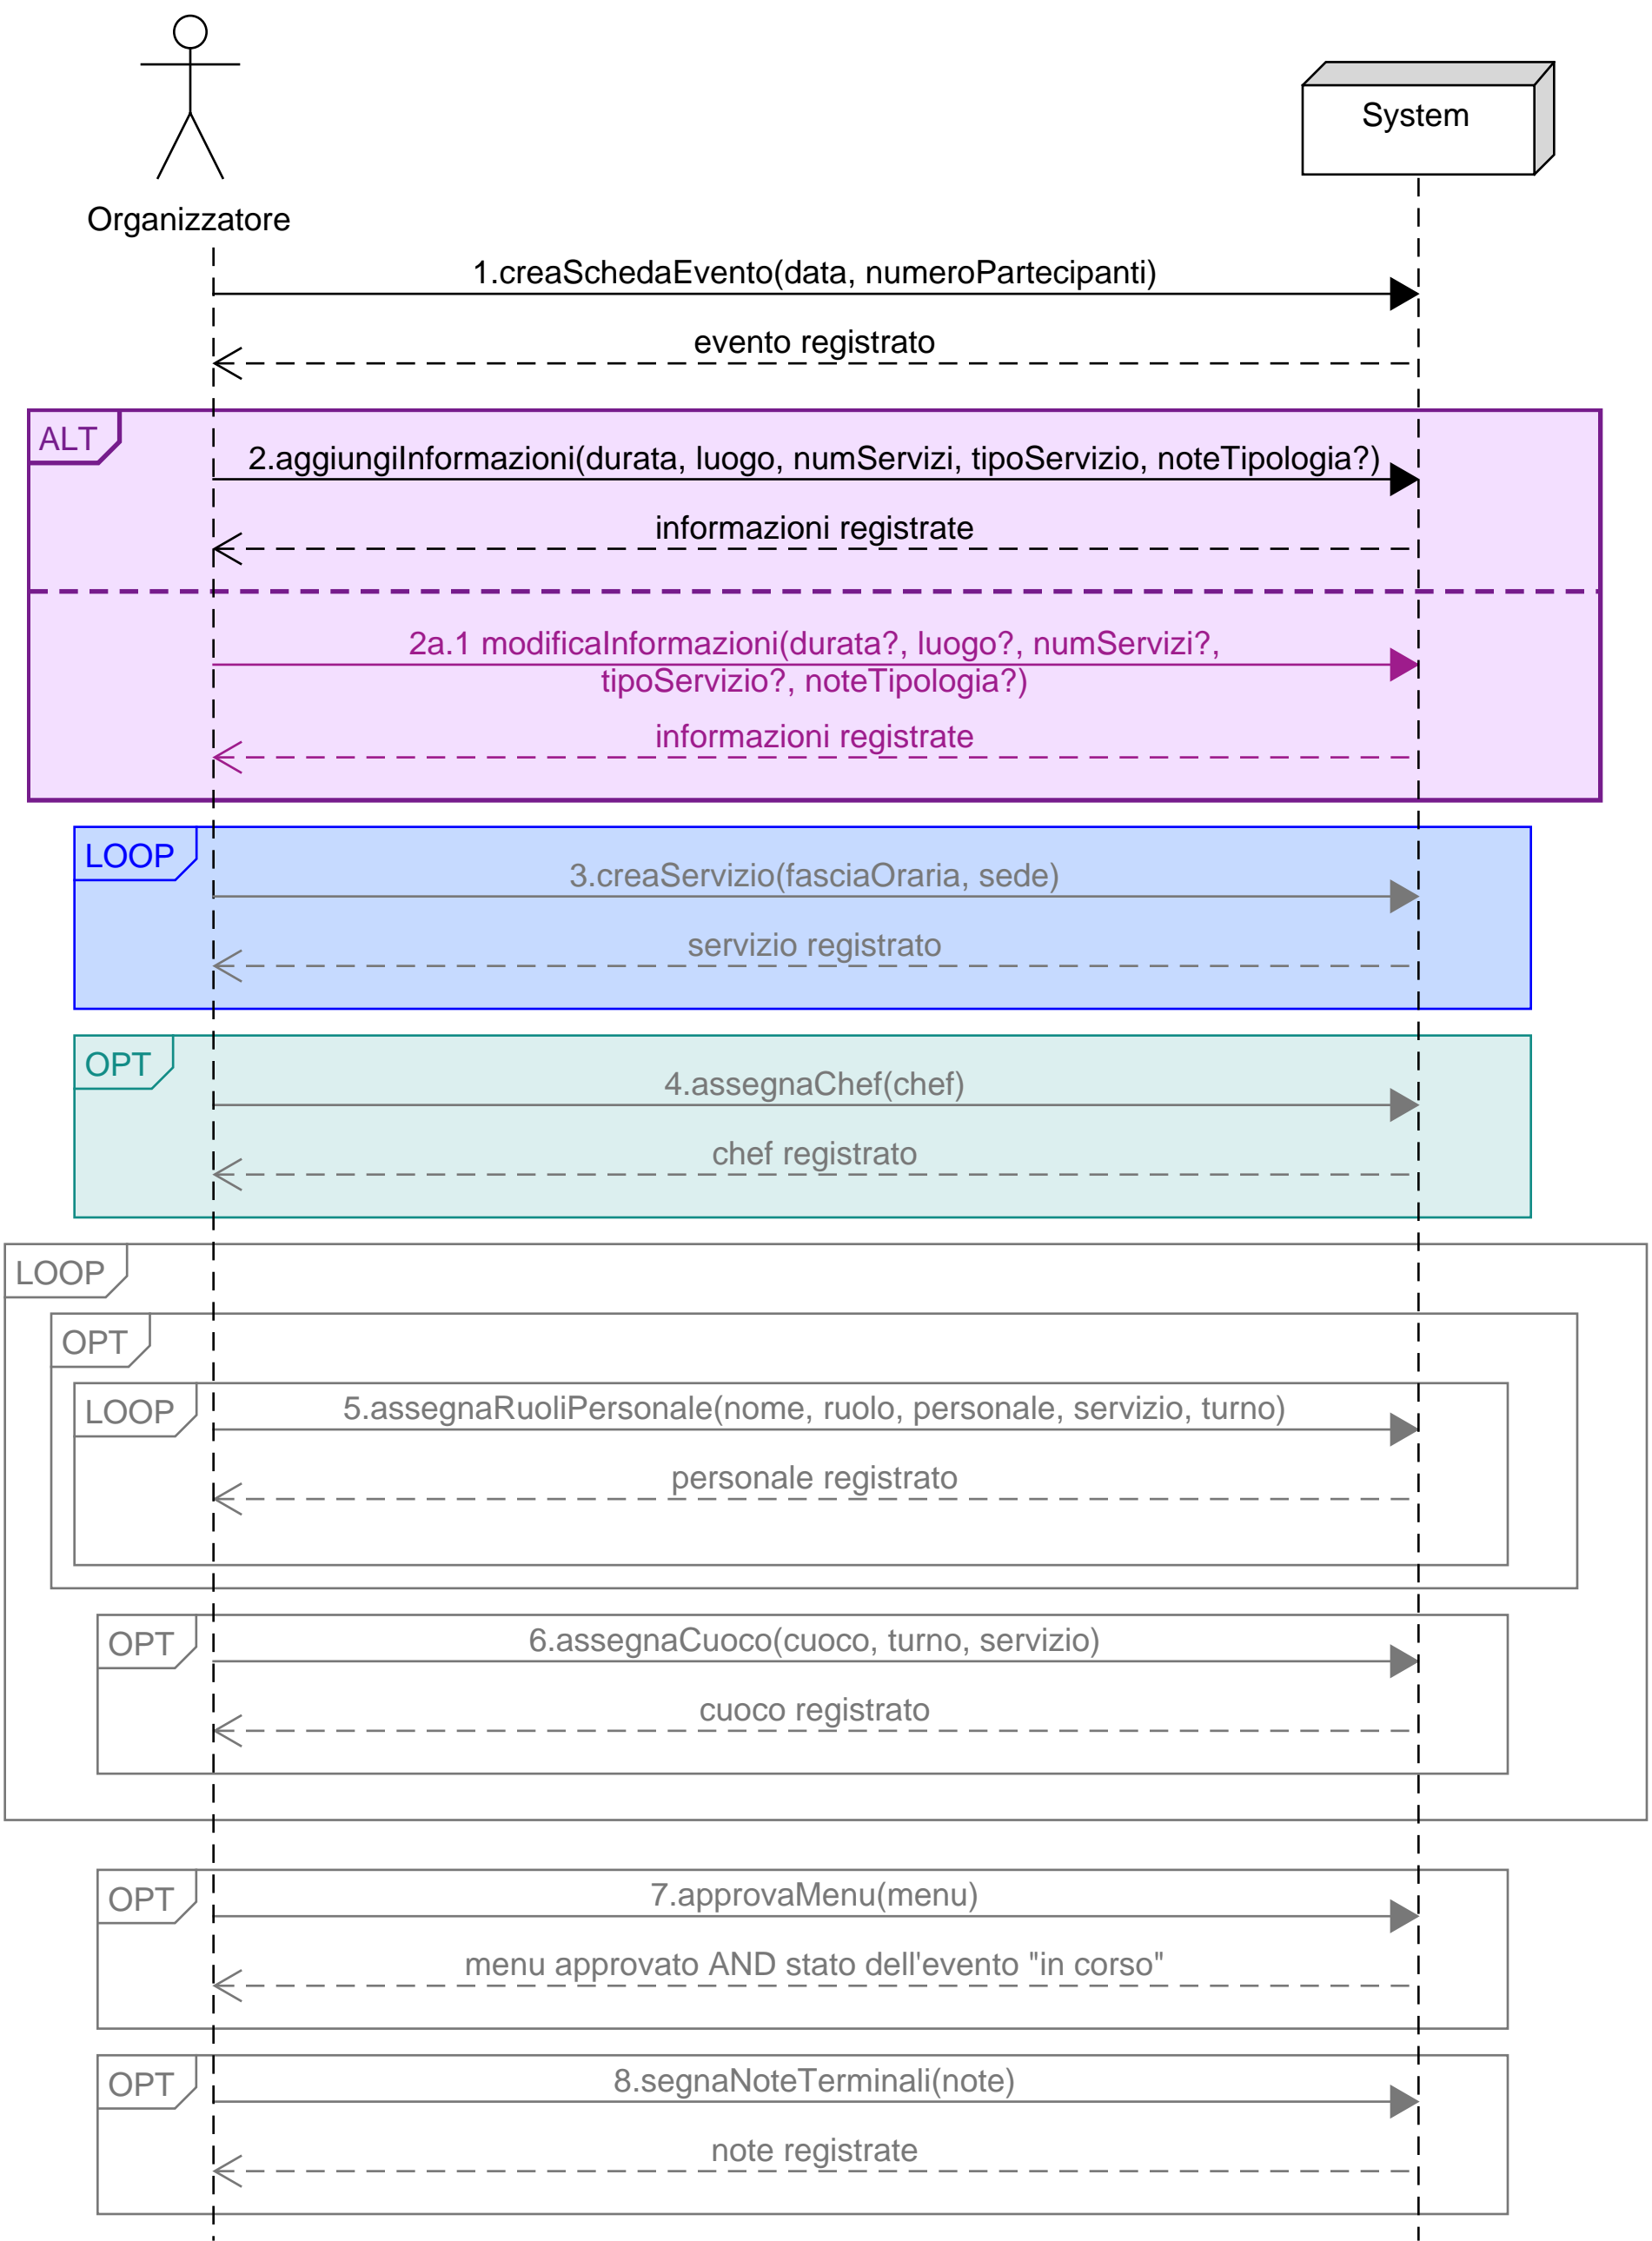 System
Organizzatore
1.creaSchedaEvento(data, numeroPartecipanti)
evento registrato
ALT
2.aggiungiInformazioni(durata, luogo, numServizi, tipoServizio, noteTipologia?)
informazioni registrate
2a.1 modificaInformazioni(durata?, luogo?, numServizi?,
tipoServizio?, noteTipologia?)
informazioni registrate
LOOP
3.creaServizio(fasciaOraria, sede)
servizio registrato
OPT
4.assegnaChef(chef)
chef registrato
LOOP
OPT
LOOP
5.assegnaRuoliPersonale(nome, ruolo, personale, servizio, turno)
personale registrato
OPT
6.assegnaCuoco(cuoco, turno, servizio)
cuoco registrato
OPT
7.approvaMenu(menu)
menu approvato AND stato dell'evento "in corso"
OPT
8.segnaNoteTerminali(note)
note registrate